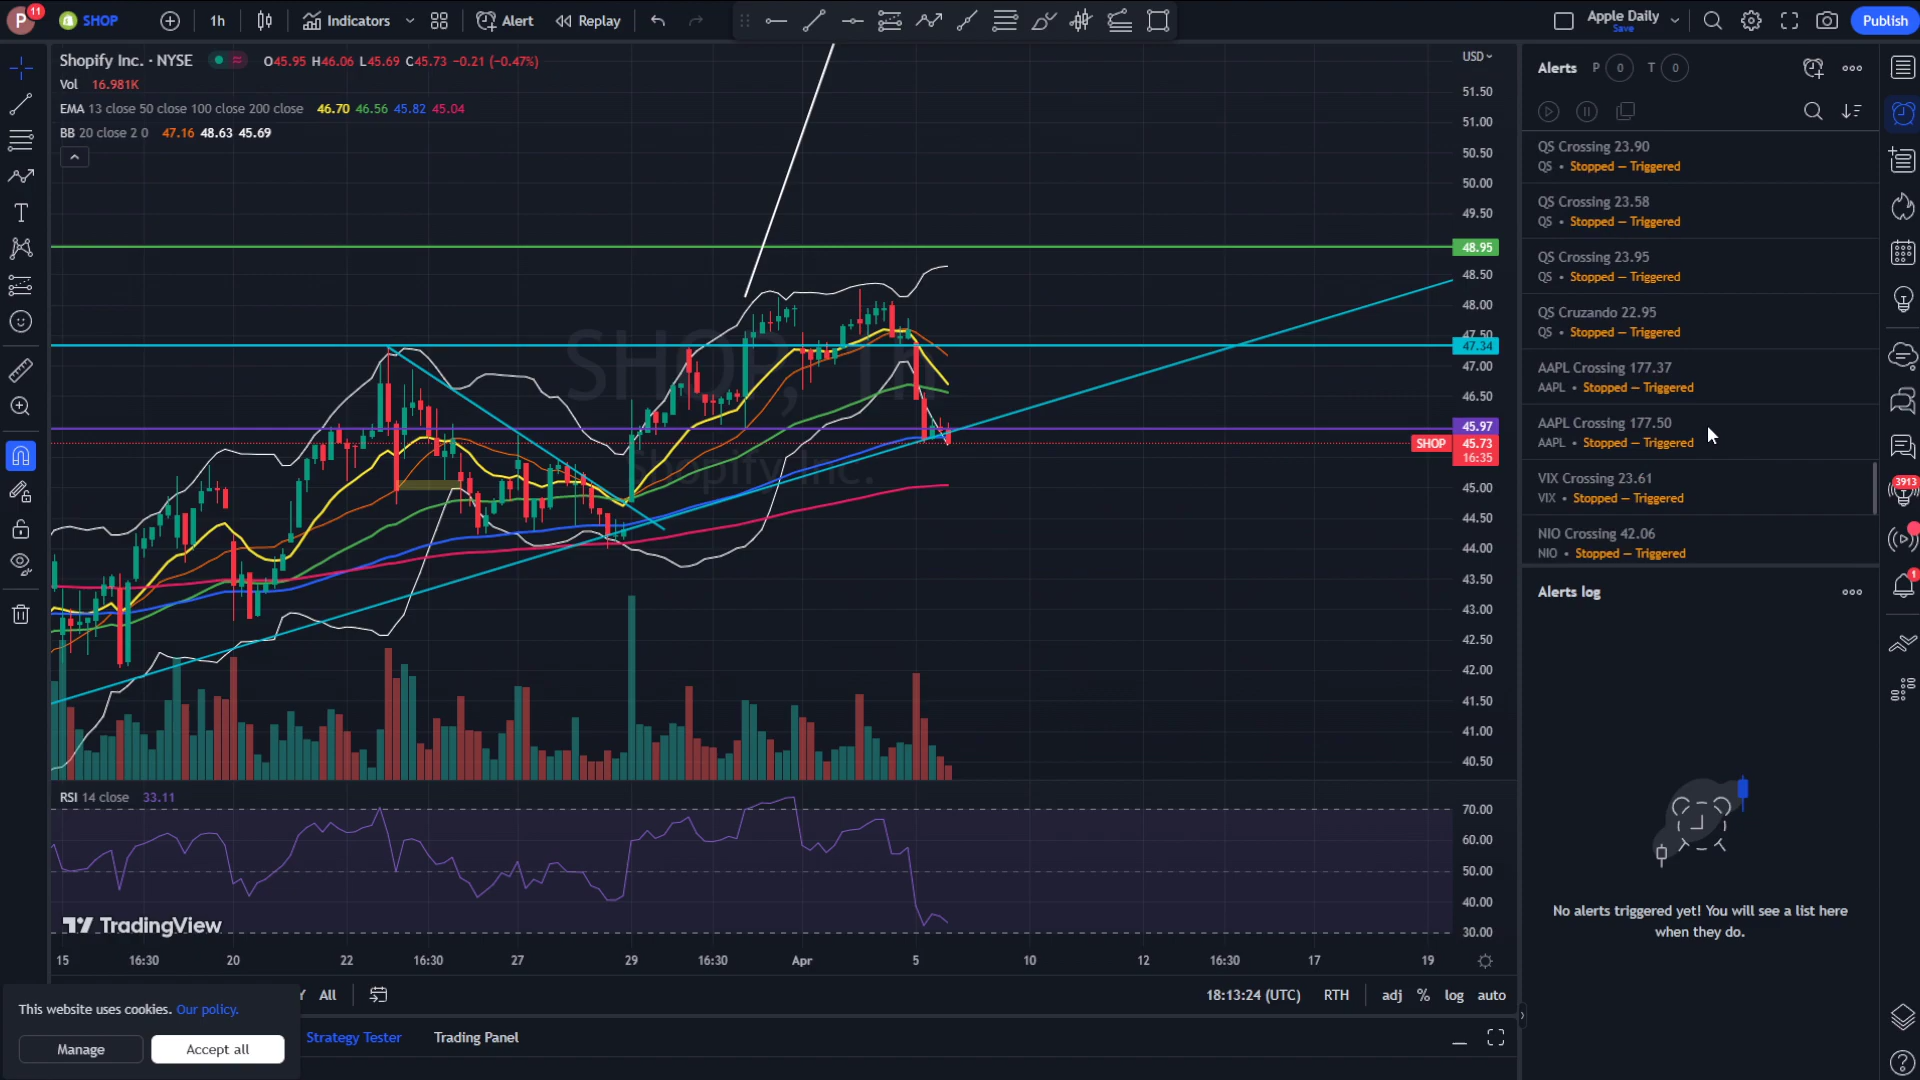 P 11 SHOP 1h Indicators Alert Replay Apple Daily Save Publish
Shopify Inc. · NYSE O45.95 H46.06 L45.69 C45.73 −0.21 (−0.47%)
Vol 16.981K
EMA 13 close 50 close 100 close 200 close 46.70 46.56 45.82 45.04
BB 20 close 2 0 47.16 48.63 45.69
SHOP, 1h
Shopify Inc.
USD
51.50
51.00
50.50
50.00
49.50
48.95
48.50
48.00
47.50
47.34
47.00
46.50
45.97
SHOP 45.73
16:35
45.00
44.50
44.00
43.50
43.00
42.50
42.00
41.50
41.00
40.50
RSI 14 close 33.11
70.00
60.00
50.00
40.00
30.00
TradingView
15 16:30 20 22 16:30 27 29 16:30 Apr 5 10 12 16:30 17 19
Y All 18:13:24 (UTC) RTH adj % log auto
Strategy Tester Trading Panel
This website uses cookies. Our policy.
Manage Accept all
Alerts P 0 T 0
QS Crossing 23.90
QS • Stopped — Triggered
QS Crossing 23.58
QS • Stopped — Triggered
QS Crossing 23.95
QS • Stopped — Triggered
QS Cruzando 22.95
QS • Stopped — Triggered
AAPL Crossing 177.37
AAPL • Stopped — Triggered
AAPL Crossing 177.50
AAPL • Stopped — Triggered
VIX Crossing 23.61
VIX • Stopped — Triggered
NIO Crossing 42.06
NIO • Stopped — Triggered
Alerts log
No alerts triggered yet! You will see a list here
when they do.
3913
1